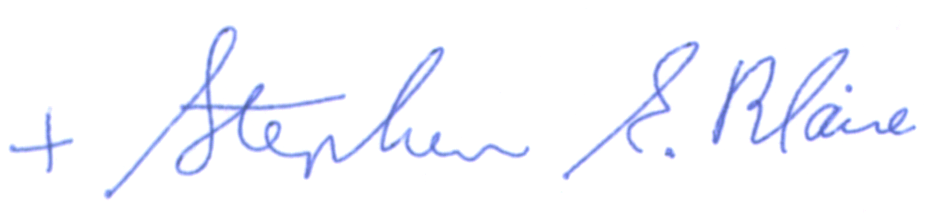 + Stephen E. Blaire